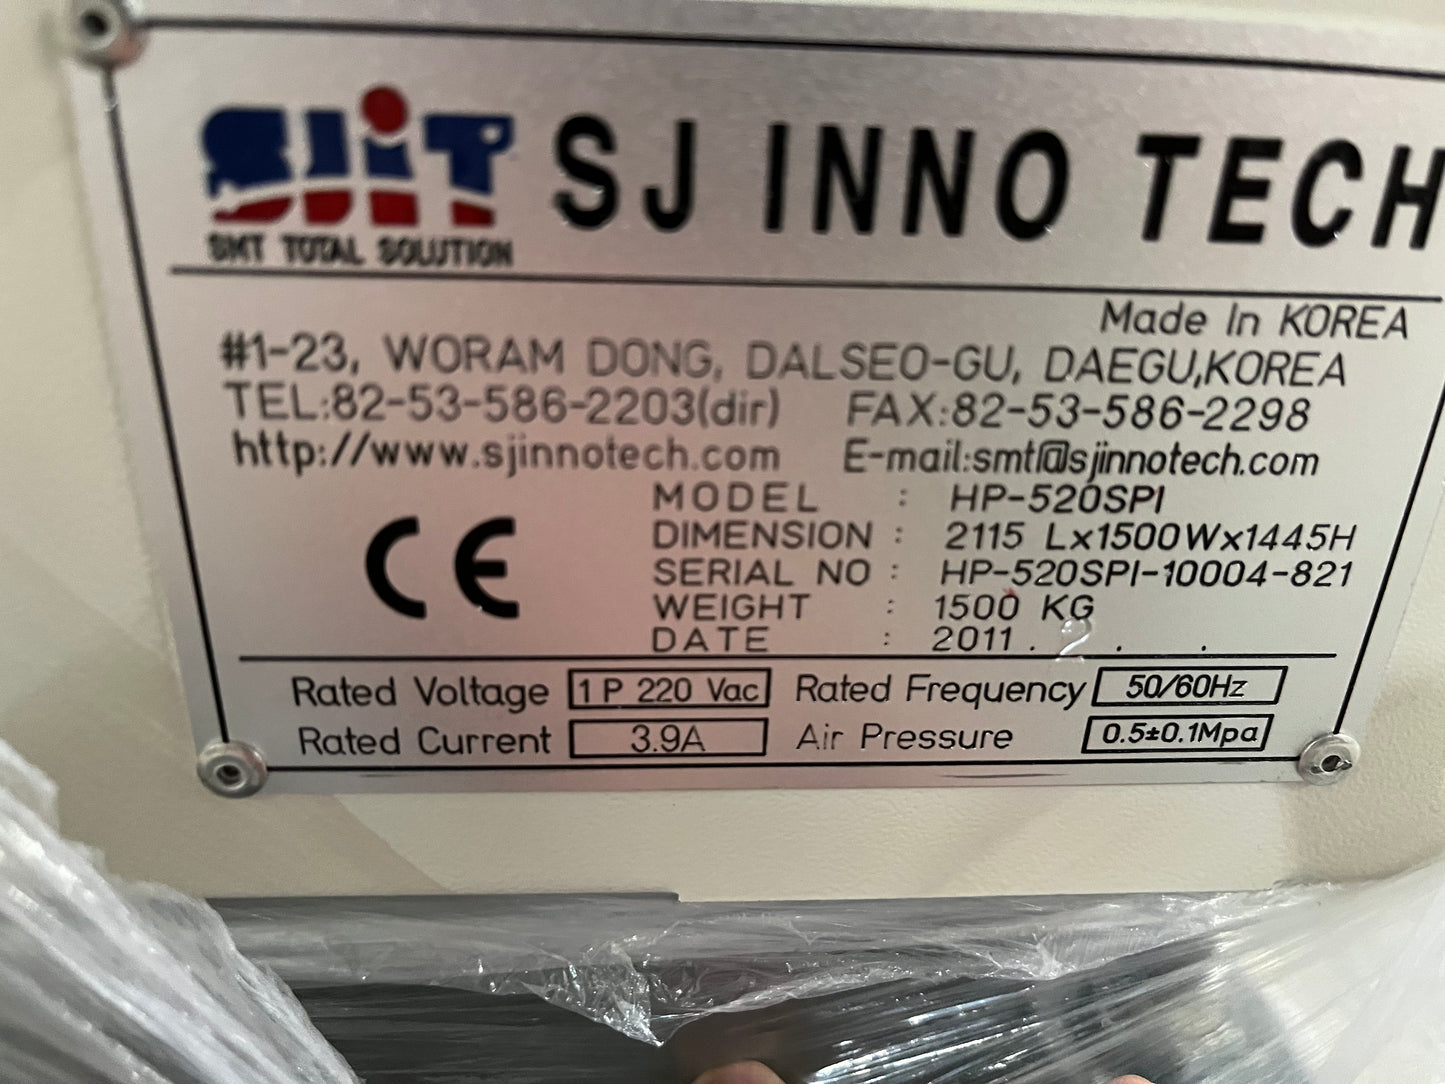 SJiT
SMT TOTAL SOLUTION
SJ INNO TECH
Made In KOREA
#1-23, WORAM DONG, DALSEO-GU, DAEGU,KOREA
TEL:82-53-586-2203(dir) FAX:82-53-586-2298
http://www.sjinnotech.com E-mail:smt@sjinnotech.com
CE
MODEL : HP-520SPI
DIMENSION : 2115 Lx1500Wx1445H
SERIAL NO : HP-520SPI-10004-821
WEIGHT : 1500 KG
DATE : 2011 . 2 . .
Rated Voltage 1 P 220 Vac Rated Frequency 50/60Hz
Rated Current 3.9A Air Pressure 0.5±0.1Mpa